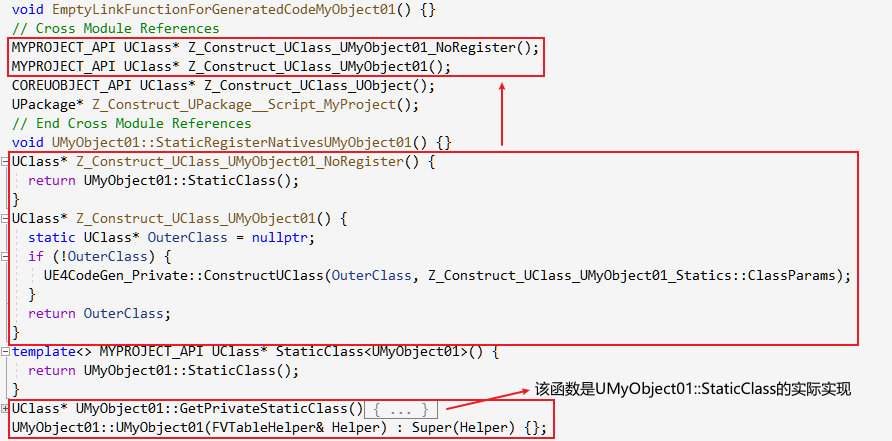 void EmptyLinkFunctionForGeneratedCodeMyObject01() {}
// Cross Module References
MYPROJECT_API UClass* Z_Construct_UClass_UMyObject01_NoRegister();
MYPROJECT_API UClass* Z_Construct_UClass_UMyObject01();
COREUOBJECT_API UClass* Z_Construct_UClass_UObject();
UPackage* Z_Construct_UPackage__Script_MyProject();
// End Cross Module References
void UMyObject01::StaticRegisterNativesUMyObject01() {}
UClass* Z_Construct_UClass_UMyObject01_NoRegister() {
return UMyObject01::StaticClass();
}
UClass* Z_Construct_UClass_UMyObject01() {
static UClass* OuterClass = nullptr;
if (!OuterClass) {
UE4CodeGen_Private::ConstructUClass(OuterClass, Z_Construct_UClass_UMyObject01_Statics::ClassParams);
}
return OuterClass;
}
template<> MYPROJECT_API UClass* StaticClass<UMyObject01>() {
return UMyObject01::StaticClass();
}
该函数是UMyObject01::StaticClass的实际实现
UClass* UMyObject01::GetPrivateStaticClass() { ... }
UMyObject01::UMyObject01(FVTableHelper& Helper) : Super(Helper) {};